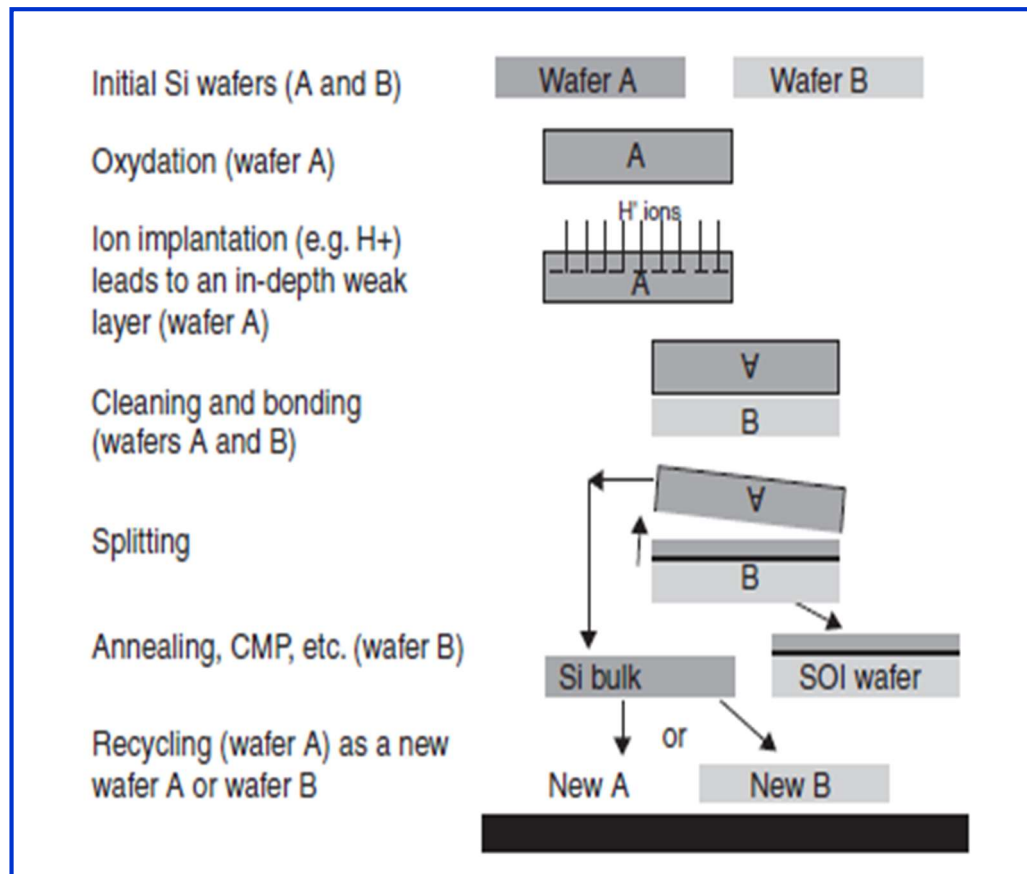 Initial Si wafers (A and B)
Wafer A
Wafer B
Oxydation (wafer A)
A
H' ions
Ion implantation (e.g. H+)
leads to an in-depth weak
layer (wafer A)
A
A
Cleaning and bonding
(wafers A and B)
B
A
Splitting
B
Annealing, CMP, etc. (wafer B)
Si bulk
SOI wafer
or
Recycling (wafer A) as a new
wafer A or wafer B
New A
New B